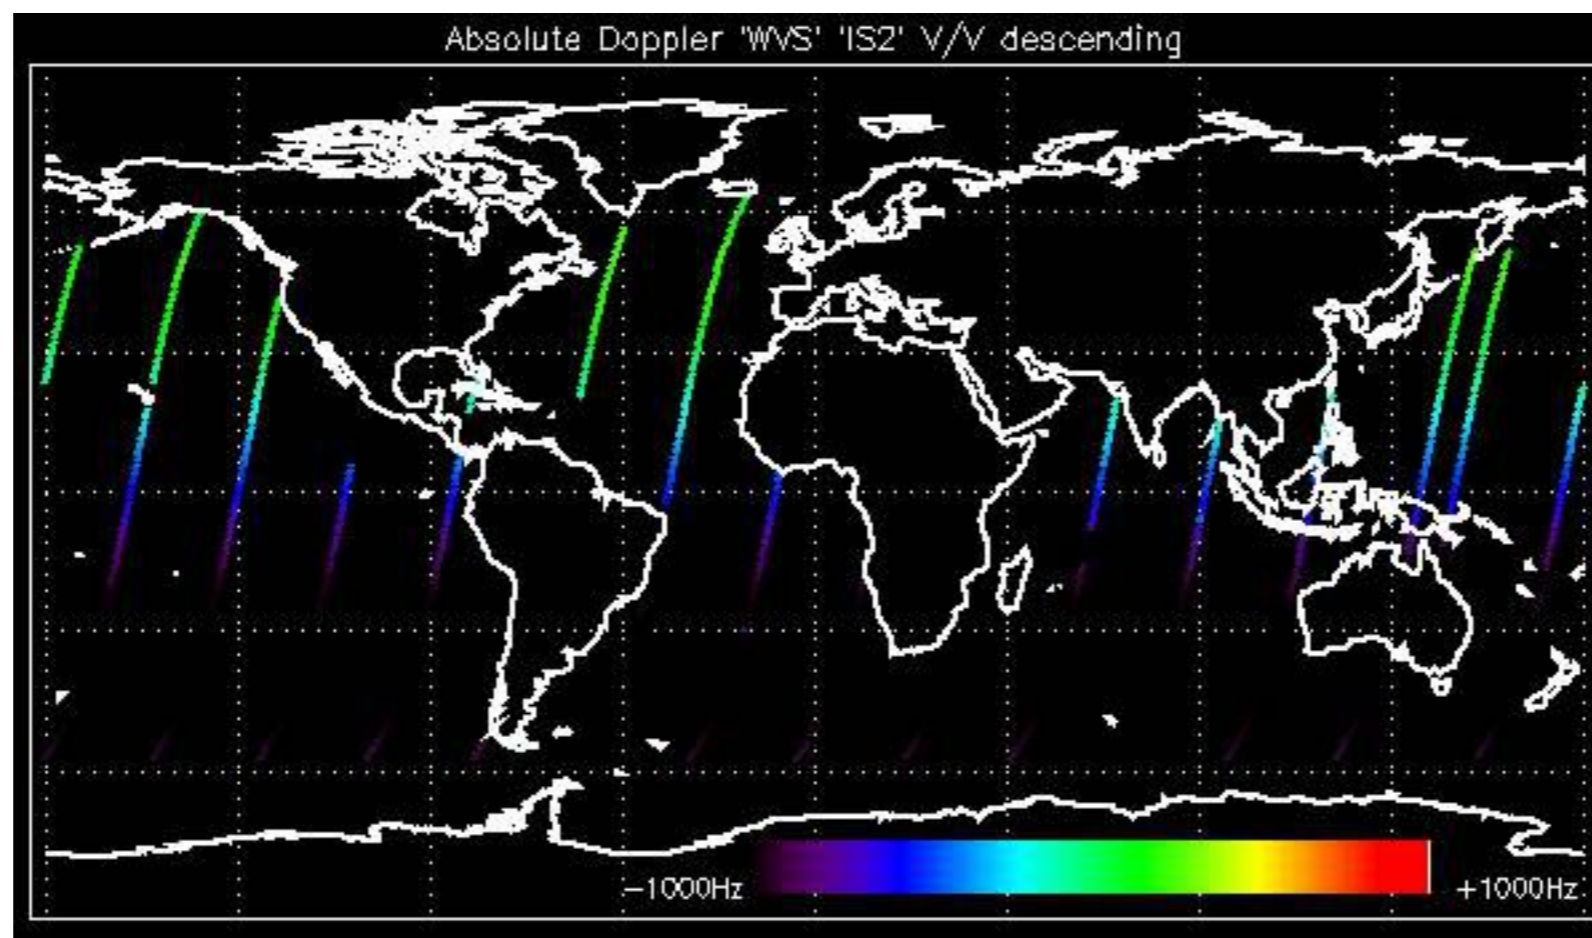 Absolute Doppler 'WVS' 'IS2' V/V descending
−1000Hz
+1000Hz